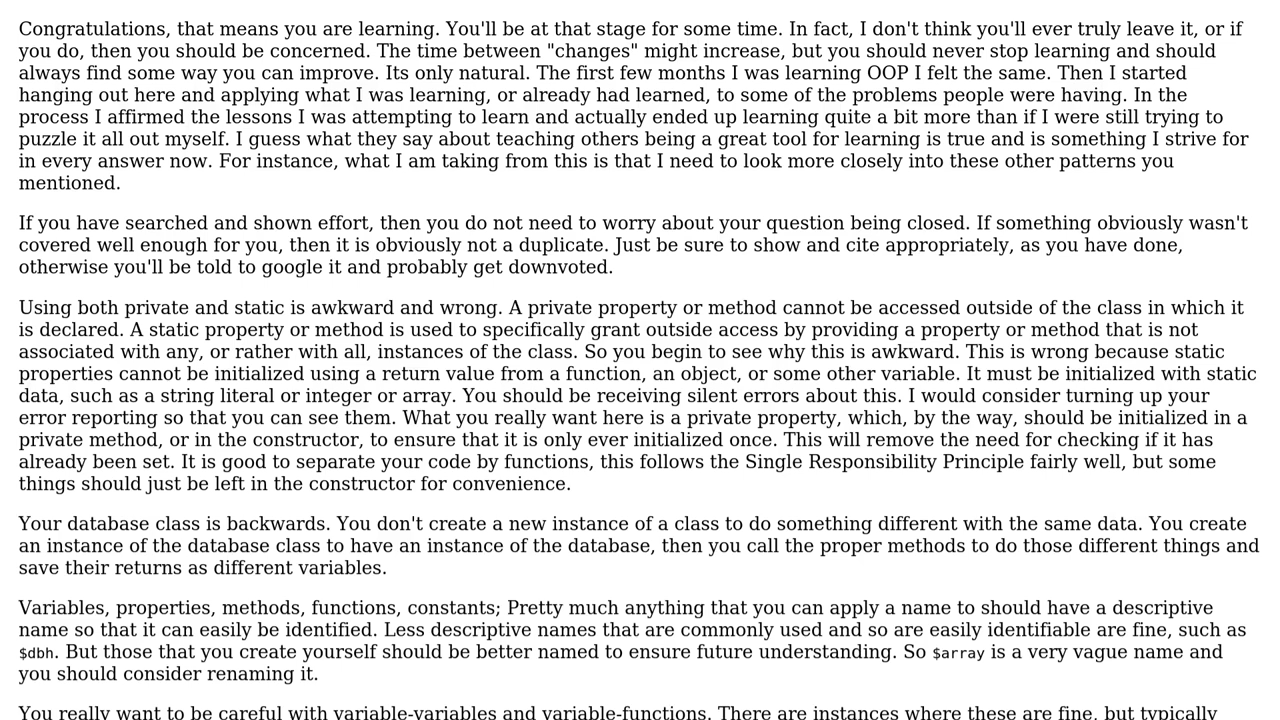 Congratulations, that means you are learning. You'll be at that stage for some time. In fact, I don't think you'll ever truly leave it, or if
you do, then you should be concerned. The time between "changes" might increase, but you should never stop learning and should
always find some way you can improve. Its only natural. The first few months I was learning OOP I felt the same. Then I started
hanging out here and applying what I was learning, or already had learned, to some of the problems people were having. In the
process I affirmed the lessons I was attempting to learn and actually ended up learning quite a bit more than if I were still trying to
puzzle it all out myself. I guess what they say about teaching others being a great tool for learning is true and is something I strive for
in every answer now. For instance, what I am taking from this is that I need to look more closely into these other patterns you
mentioned.
If you have searched and shown effort, then you do not need to worry about your question being closed. If something obviously wasn't
covered well enough for you, then it is obviously not a duplicate. Just be sure to show and cite appropriately, as you have done,
otherwise you'll be told to google it and probably get downvoted.
Using both private and static is awkward and wrong. A private property or method cannot be accessed outside of the class in which it
is declared. A static property or method is used to specifically grant outside access by providing a property or method that is not
associated with any, or rather with all, instances of the class. So you begin to see why this is awkward. This is wrong because static
properties cannot be initialized using a return value from a function, an object, or some other variable. It must be initialized with static
data, such as a string literal or integer or array. You should be receiving silent errors about this. I would consider turning up your
error reporting so that you can see them. What you really want here is a private property, which, by the way, should be initialized in a
private method, or in the constructor, to ensure that it is only ever initialized once. This will remove the need for checking if it has
already been set. It is good to separate your code by functions, this follows the Single Responsibility Principle fairly well, but some
things should just be left in the constructor for convenience.
Your database class is backwards. You don't create a new instance of a class to do something different with the same data. You create
an instance of the database class to have an instance of the database, then you call the proper methods to do those different things and
save their returns as different variables.
Variables, properties, methods, functions, constants; Pretty much anything that you can apply a name to should have a descriptive
name so that it can easily be identified. Less descriptive names that are commonly used and so are easily identifiable are fine, such as
$dbh. But those that you create yourself should be better named to ensure future understanding. So $array is a very vague name and
you should consider renaming it.
You really want to be careful with variable-variables and variable-functions. There are instances where these are fine, but typically